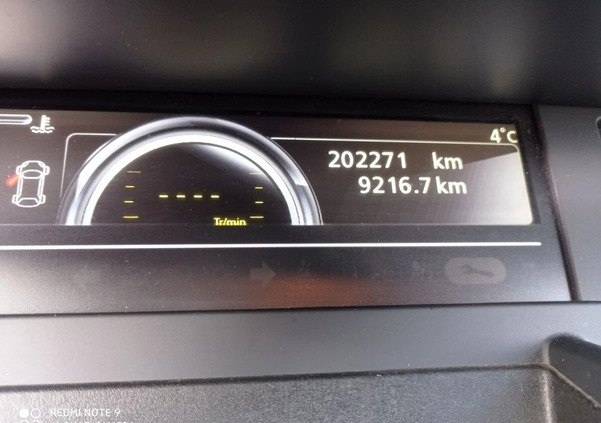 4°C
202271 km
9216.7 km
- - - -
Tr/min
REDMI NOTE 9